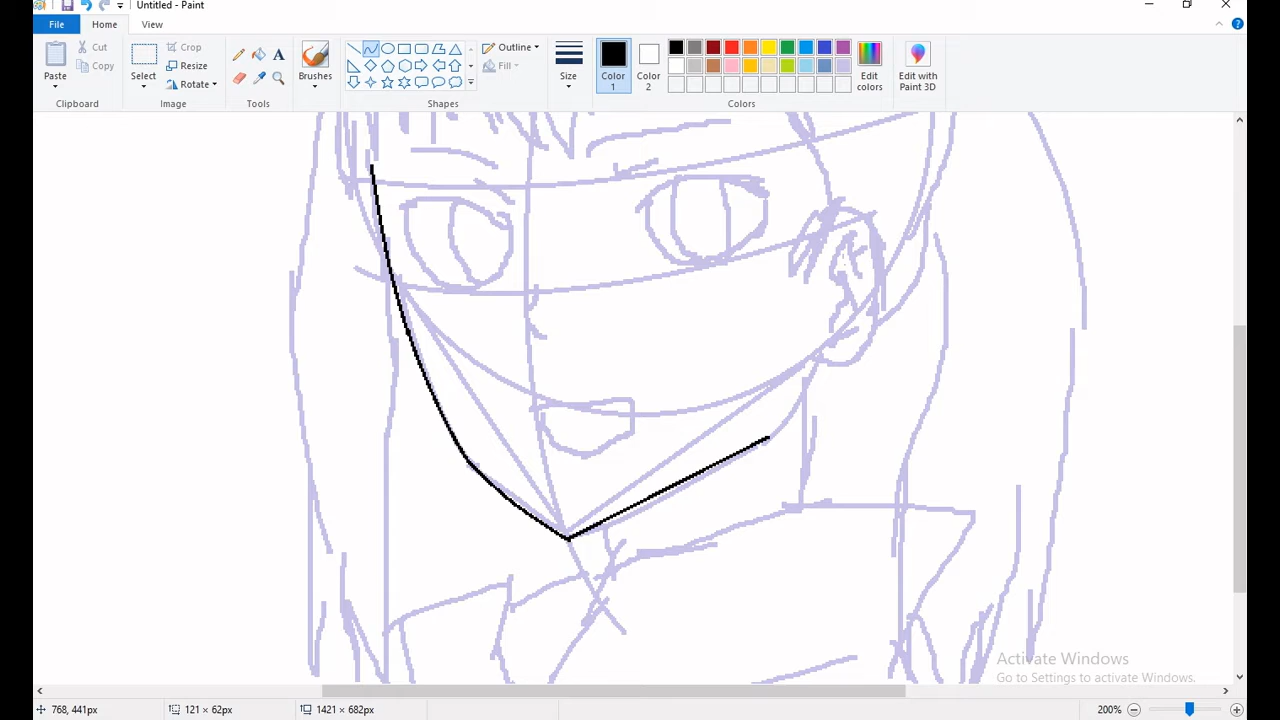 Untitled - Paint
File Home View
Paste
Cut
Copy
Clipboard
Select
Crop
Resize
Rotate
Image
A
Tools
Brushes
Outline
Fill
Shapes
Size
Color
1
Color
2
Edit
colors
Colors
Edit with
Paint 3D
Activate Windows
Go to Settings to activate Windows.
768, 441px
121 × 62px
1421 × 682px
200%